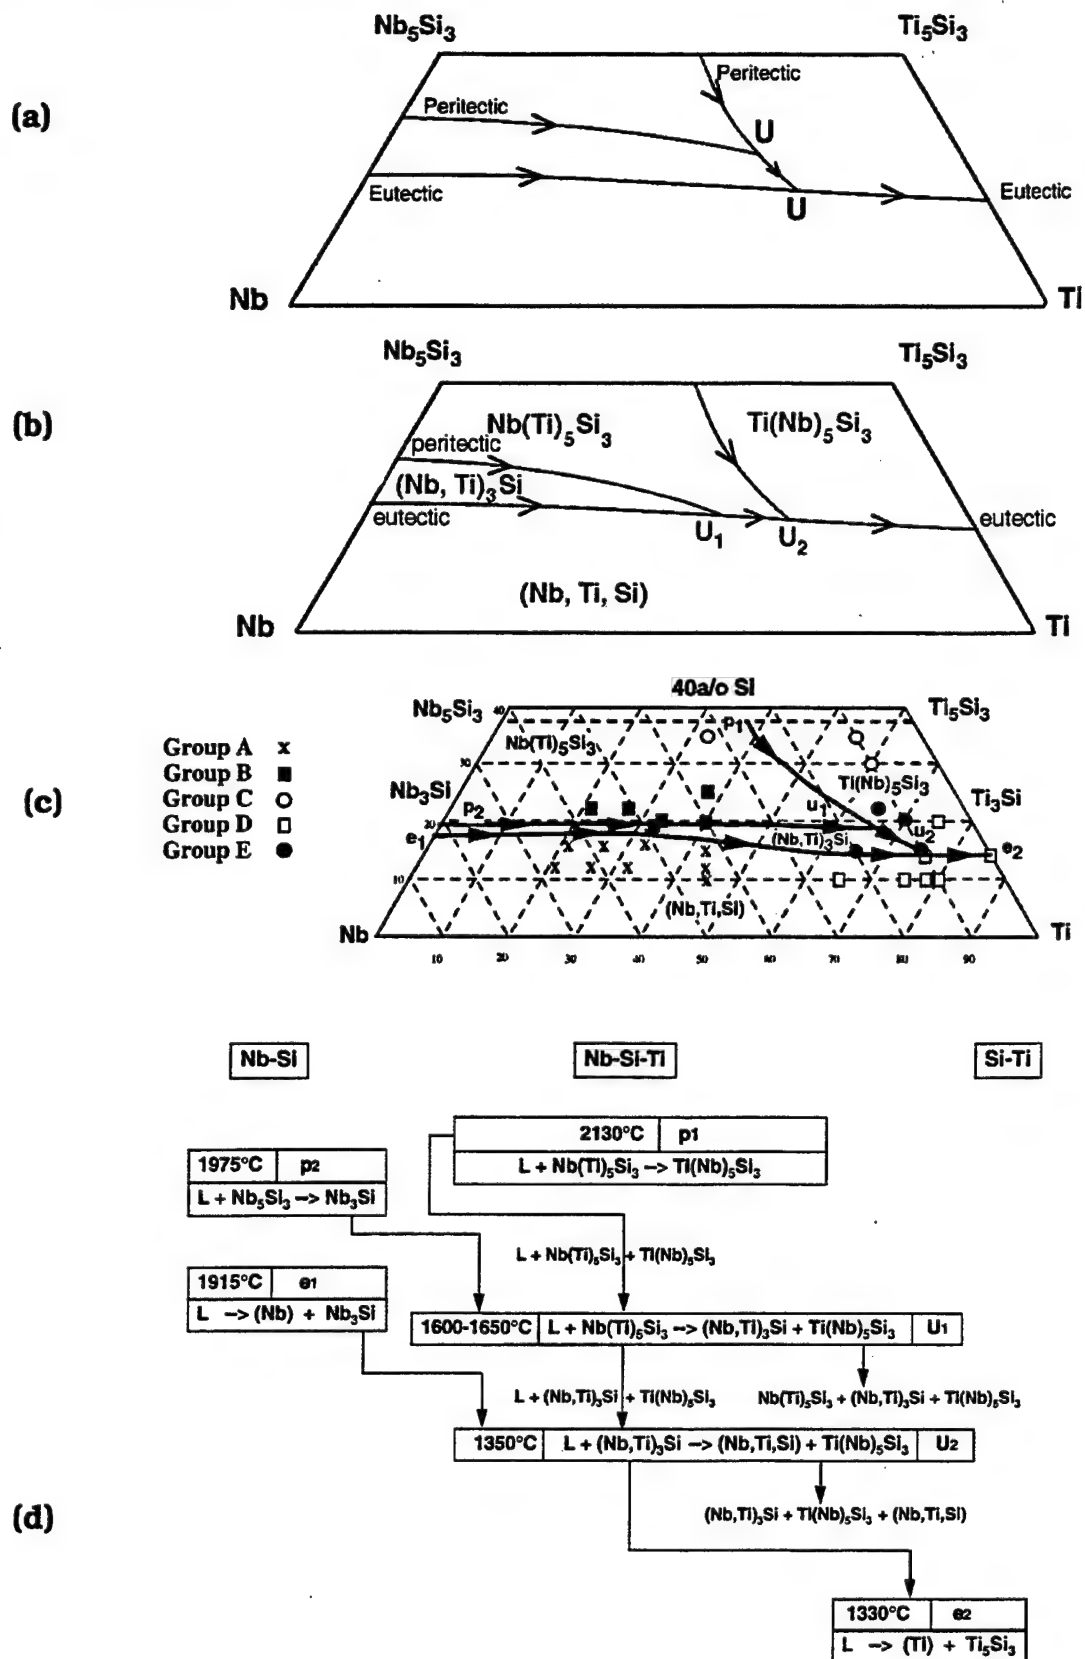 Nb5Si3 Ti5Si3
(a)
Peritectic
Peritectic
U
Eutectic
Eutectic
U
Nb Ti
Nb5Si3 Ti5Si3
(b)
Nb(Ti)5Si3 Ti(Nb)5Si3
peritectic
(Nb, Ti)3Si
eutectic
eutectic
U1 U2
(Nb, Ti, Si)
Nb Ti
40a/o Si
Nb5Si3 40 Ti5Si3
p1
Group A x
Group B ■
Group C ○
Group D □
Group E ●
(c)
Nb(Ti)5Si3
30
Ti(Nb)5Si3
Nb3Si Ti3Si
p2 u1
20
e1 u2
(Nb,Ti)3Si
e2
10
(Nb,Ti,Si)
Nb Ti
10 20 30 40 50 60 70 80 90
Nb-Si Nb-Si-Ti Si-Ti
2130°C p1
L + Nb(Ti)5Si3 -> Ti(Nb)5Si3
1975°C p2
L + Nb5Si3 -> Nb3Si
L + Nb(Ti)5Si3 + Ti(Nb)5Si3
1915°C e1
L -> (Nb) + Nb3Si
1600-1650°C L + Nb(Ti)5Si3 -> (Nb,Ti)3Si + Ti(Nb)5Si3 U1
L + (Nb,Ti)3Si + Ti(Nb)5Si3
Nb(Ti)5Si3 + (Nb,Ti)3Si + Ti(Nb)5Si3
1350°C L + (Nb,Ti)3Si -> (Nb,Ti,Si) + Ti(Nb)5Si3 U2
(d)
(Nb,Ti)3Si + Ti(Nb)5Si3 + (Nb,Ti,Si)
1330°C e2
L -> (Ti) + Ti5Si3